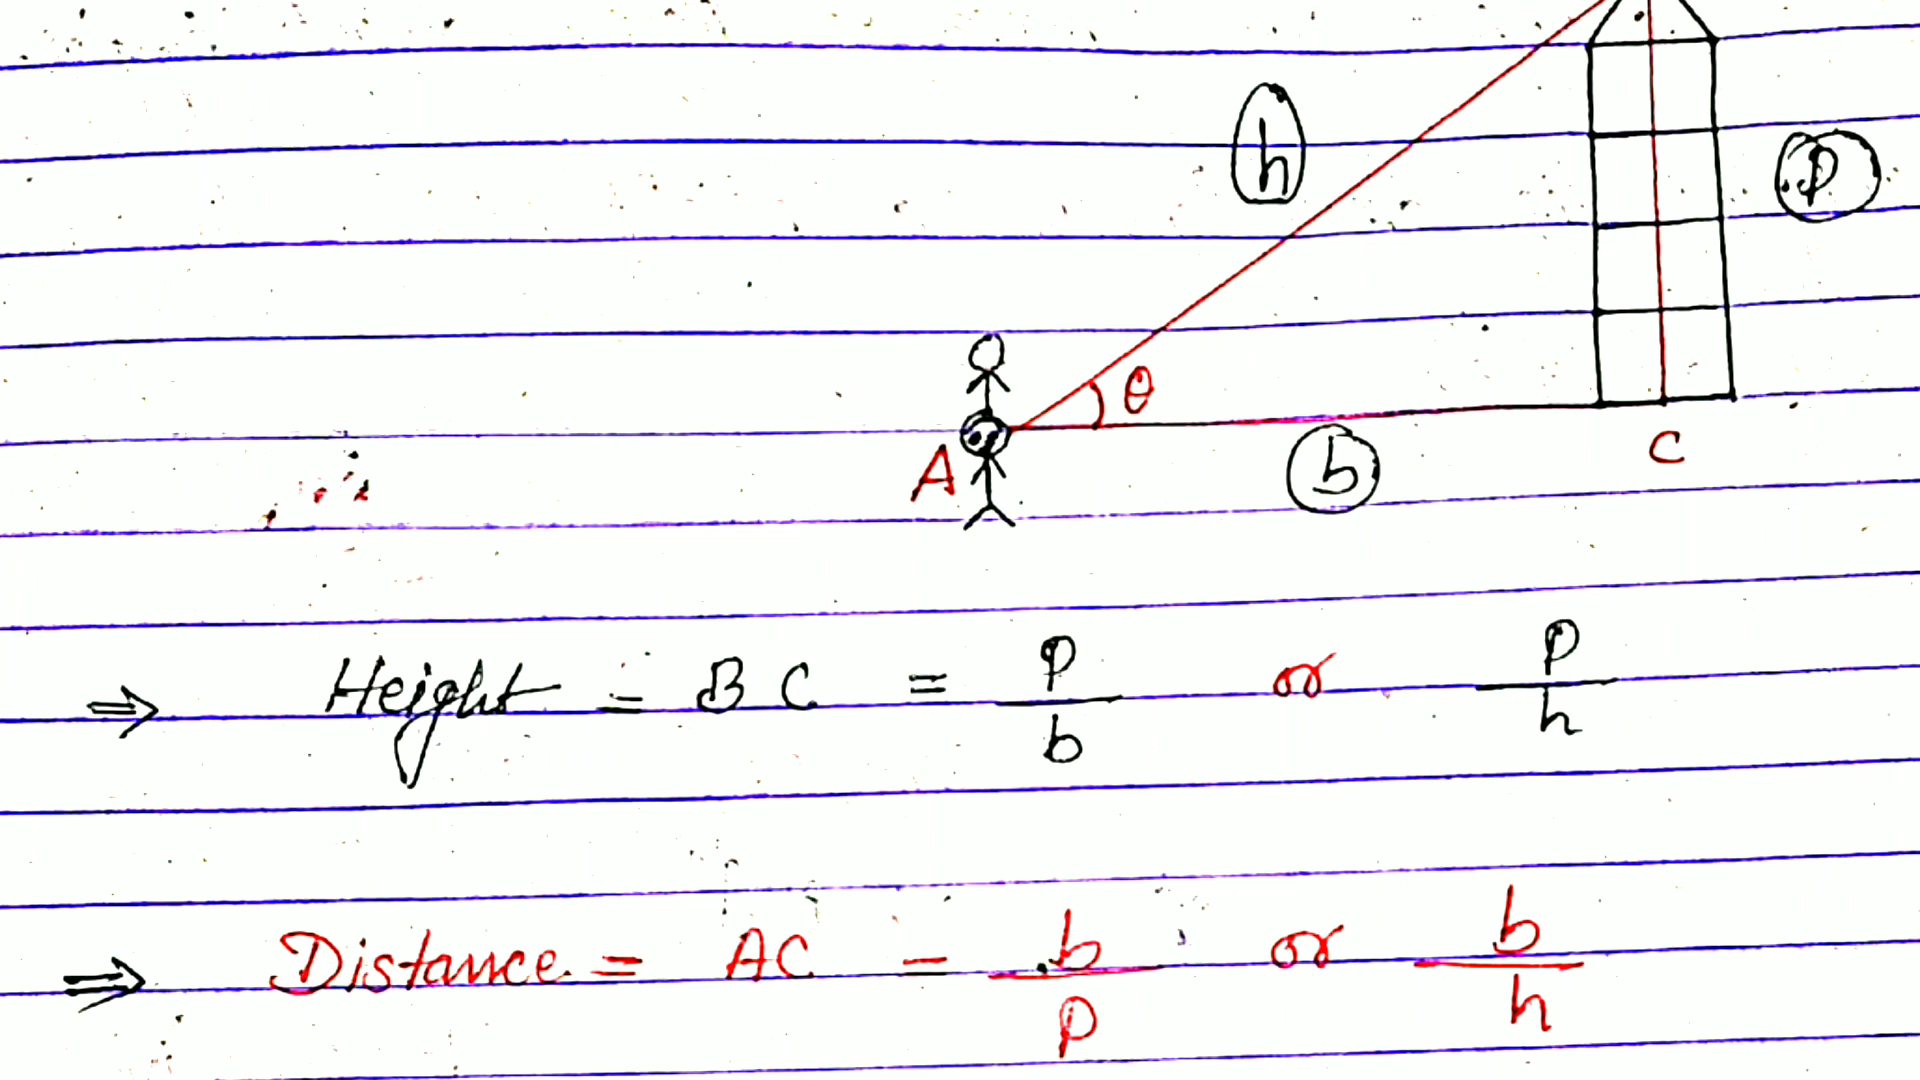 h
P
θ
A
b
C
⇒ Height = BC = P/b or P/h
⇒ Distance = AC = b/P or b/h